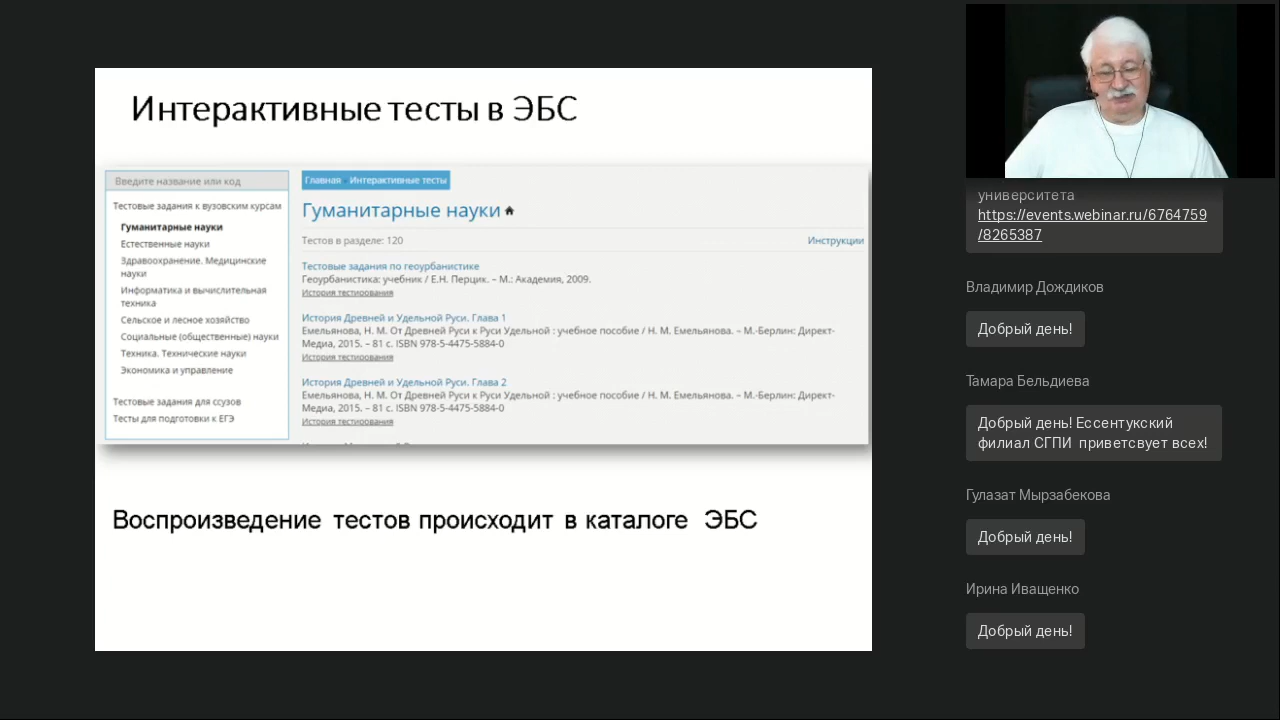 Интерактивные тесты в ЭБС
Введите название или код
Тестовые задания к вузовским курсам
Гуманитарные науки
Естественные науки
Здравоохранение. Медицинские
науки
Информатика и вычислительная
техника
Сельское и лесное хозяйство
Социальные (общественные) науки
Техника. Технические науки
Экономика и управление
Тестовые задания для ссузов
Тесты для подготовки к ЕГЭ
Главная Интерактивные тесты
Гуманитарные науки
Тестов в разделе: 120
Инструкции
Тестовые задания по геоурбанистике
Геоурбанистика: учебник / Е.Н. Перцик. – М.: Академия, 2009.
История тестирования
История Древней и Удельной Руси. Глава 1
Емельянова, Н. М. От Древней Руси к Руси Удельной : учебное пособие / Н. М. Емельянова. – М.-Берлин: Директ-
Медиа, 2015. – 81 с. ISBN 978-5-4475-5884-0
История тестирования
История Древней и Удельной Руси. Глава 2
Емельянова, Н. М. От Древней Руси к Руси Удельной : учебное пособие / Н. М. Емельянова. – М.-Берлин: Директ-
Медиа, 2015. – 81 с. ISBN 978-5-4475-5884-0
История тестирования
Воспроизведение тестов происходит в каталоге ЭБС
университета
https://events.webinar.ru/6764759
/8265387
Владимир Дождиков
Добрый день!
Тамара Бельдиева
Добрый день! Ессентукский
филиал СГПИ приветсвует всех!
Гулазат Мырзабекова
Добрый день!
Ирина Иващенко
Добрый день!